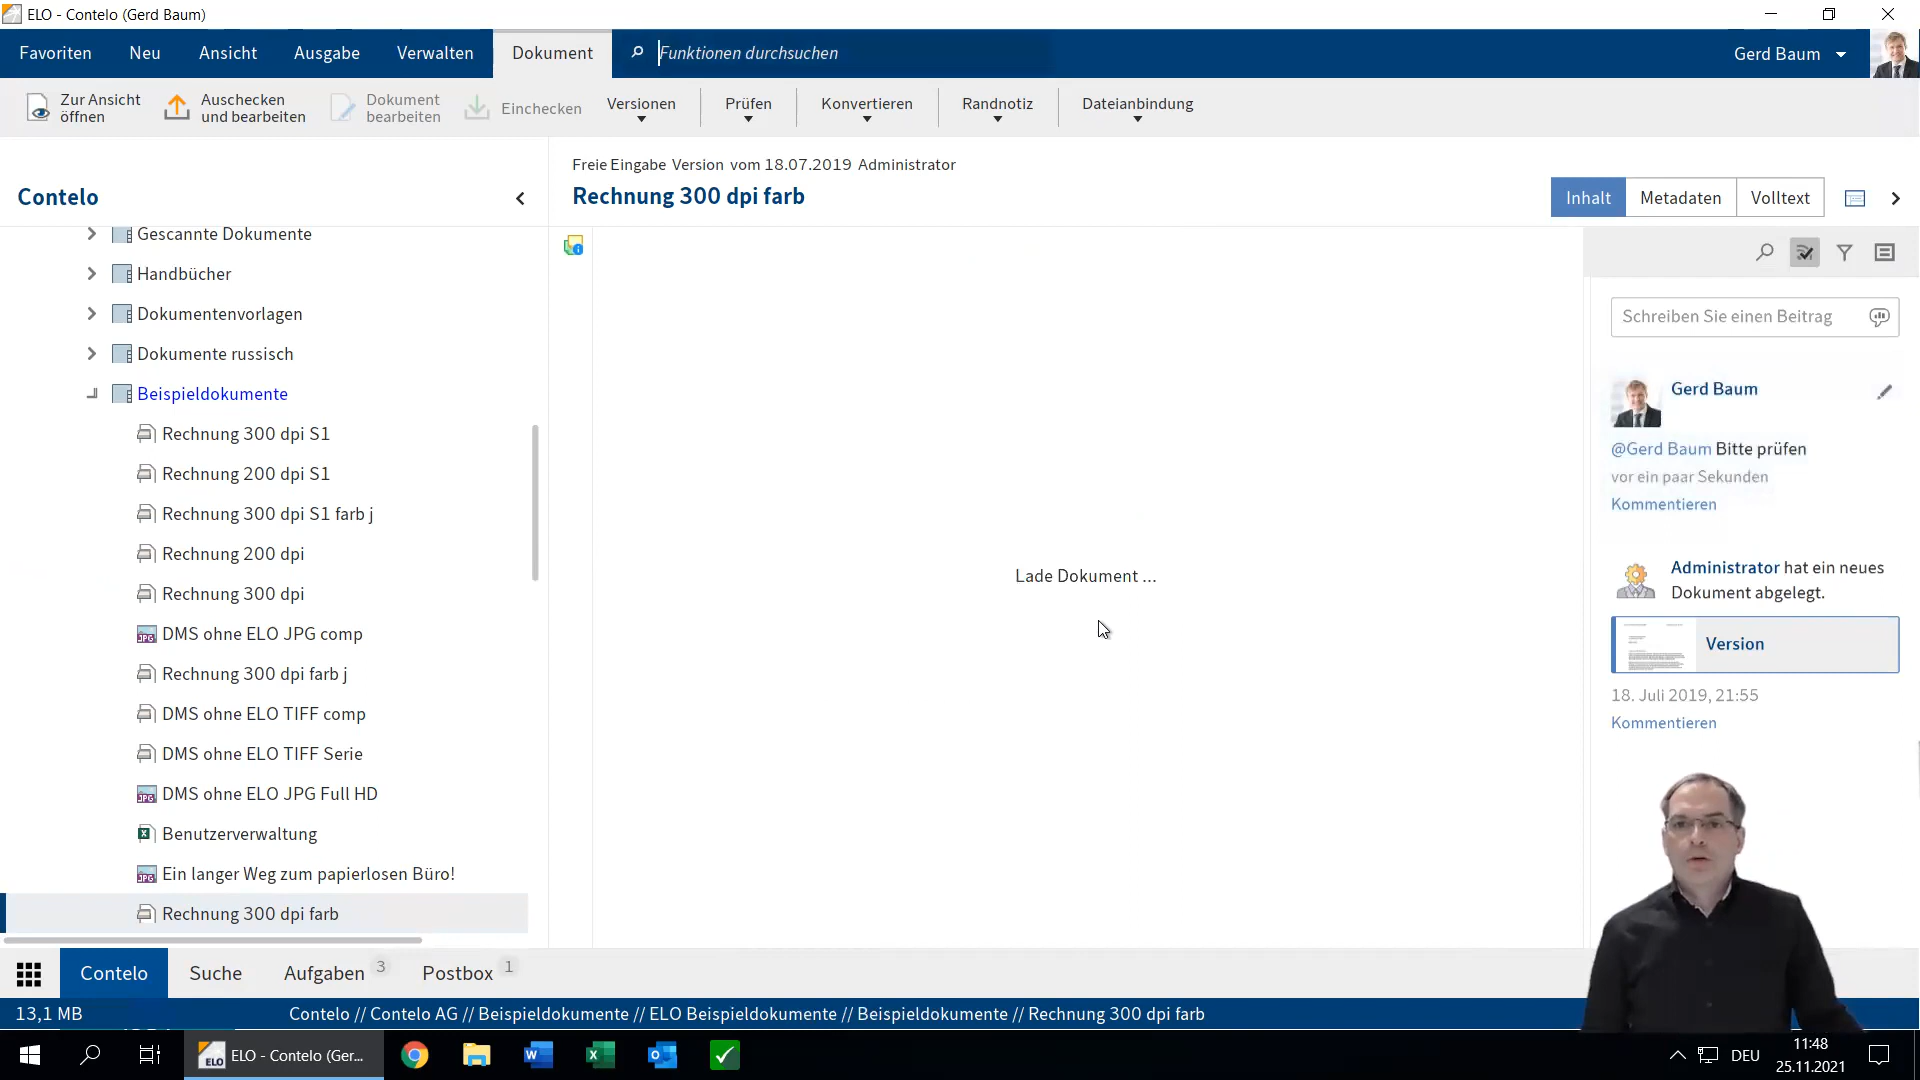 ELO - Contelo (Gerd Baum)
Favoriten Neu Ansicht Ausgabe Verwalten Dokument Funktionen durchsuchen Gerd Baum
Zur Ansicht öffnen
Auschecken und bearbeiten
Dokument bearbeiten
Einchecken
Versionen
Prüfen
Konvertieren
Randnotiz
Dateianbindung
Contelo
Gescannte Dokumente
Handbücher
Dokumentenvorlagen
Dokumente russisch
Beispieldokumente
Rechnung 300 dpi S1
Rechnung 200 dpi S1
Rechnung 300 dpi S1 farb j
Rechnung 200 dpi
Rechnung 300 dpi
JPG DMS ohne ELO JPG comp
Rechnung 300 dpi farb j
DMS ohne ELO TIFF comp
DMS ohne ELO TIFF Serie
JPG DMS ohne ELO JPG Full HD
Benutzerverwaltung
JPG Ein langer Weg zum papierlosen Büro!
Rechnung 300 dpi farb
Freie Eingabe Version vom 18.07.2019 Administrator
Rechnung 300 dpi farb
Inhalt Metadaten Volltext
Lade Dokument ...
Schreiben Sie einen Beitrag
Gerd Baum
@Gerd Baum Bitte prüfen
vor ein paar Sekunden
Kommentieren
Administrator hat ein neues
Dokument abgelegt.
Version
18. Juli 2019, 21:55
Kommentieren
Contelo Suche Aufgaben 3 Postbox 1
13,1 MB Contelo // Contelo AG // Beispieldokumente // ELO Beispieldokumente // Beispieldokumente // Rechnung 300 dpi farb
ELO - Contelo (Ger...
DEU
11:48
25.11.2021